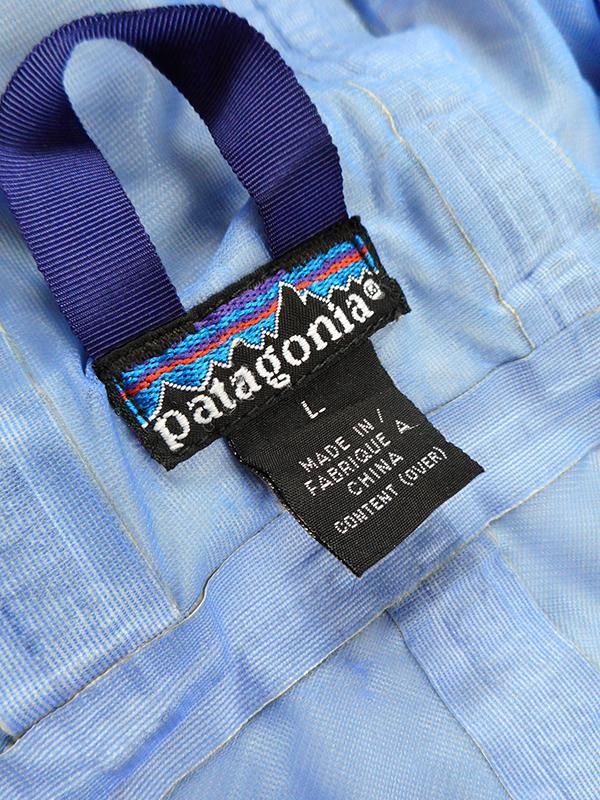 patagonia®
L
MADE IN /
FABRIQUE A
CHINA
CONTENT (OVER)